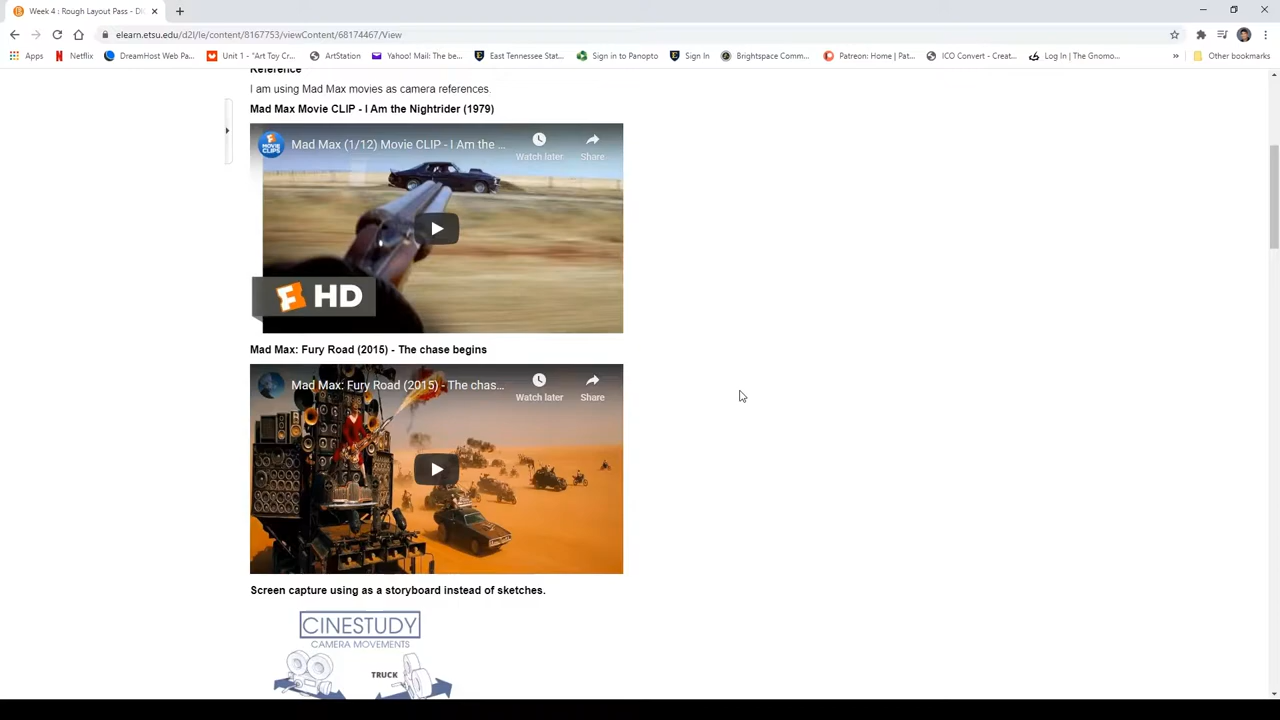 Week 4 : Rough Layout Pass - DI
elearn.etsu.edu/d2l/le/content/8167753/viewContent/68174467/View
Apps Netflix DreamHost Web Pa... Unit 1 - "Art Toy Cr... ArtStation Yahoo! Mail: The be... East Tennessee Stat... Sign in to Panopto Sign In Brightspace Comm... Patreon: Home | Pat... ICO Convert - Creat... Log In | The Gnomo... » Other bookmarks
Reference
I am using Mad Max movies as camera references.
Mad Max Movie CLIP - I Am the Nightrider (1979)
MOVIE CLIPS Mad Max (1/12) Movie CLIP - I Am the ...
Watch later Share
HD
Mad Max: Fury Road (2015) - The chase begins
Mad Max: Fury Road (2015) - The chas...
Watch later Share
Screen capture using as a storyboard instead of sketches.
CINESTUDY
CAMERA MOVEMENTS
TRUCK